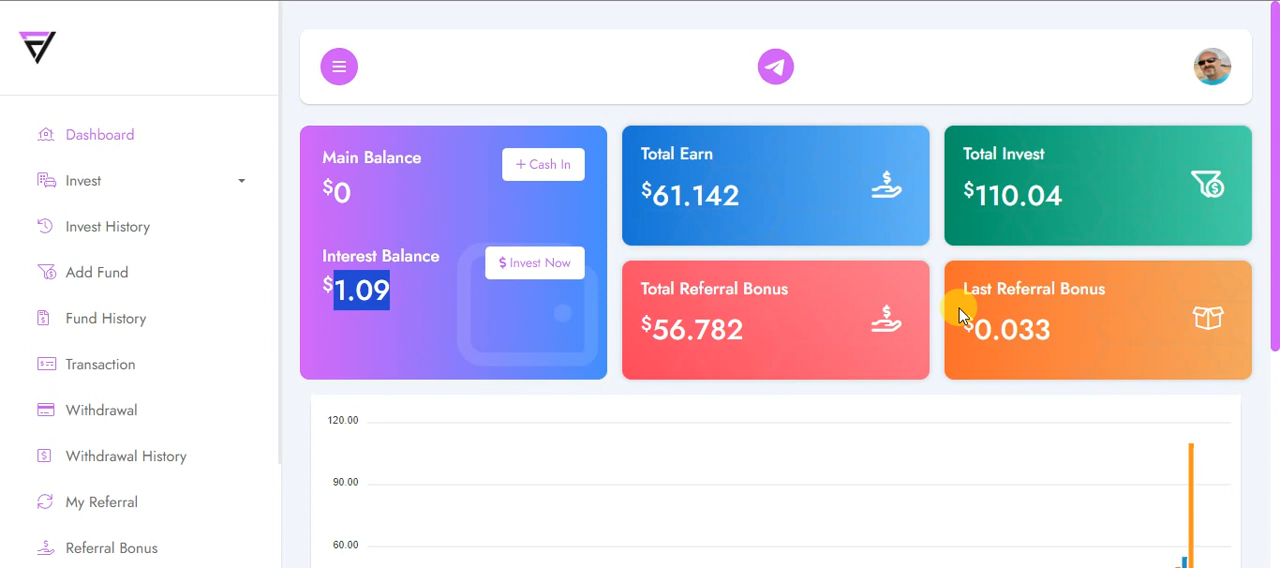 Dashboard
Invest
Invest History
Add Fund
Fund History
Transaction
Withdrawal
Withdrawal History
My Referral
Referral Bonus
Main Balance
+ Cash In
$0
Interest Balance
$ Invest Now
$1.09
Total Earn
$61.142
Total Invest
$110.04
Total Referral Bonus
$56.782
Last Referral Bonus
$0.033
120.00
90.00
60.00